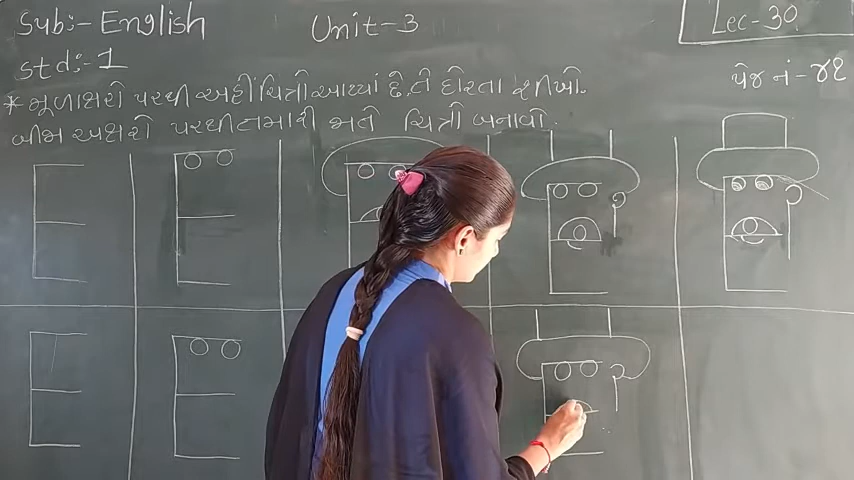 Sub:- English
Unit-3
Lec-30
Std:-1
પેજ નં-૪૨
* મૂળાક્ષરો પરથી અહીં ચિત્રો આપ્યાં છે, તે દોરતા શીખો.
બીજા અક્ષરો પરથી તમારી જાતે ચિત્રો બનાવો.